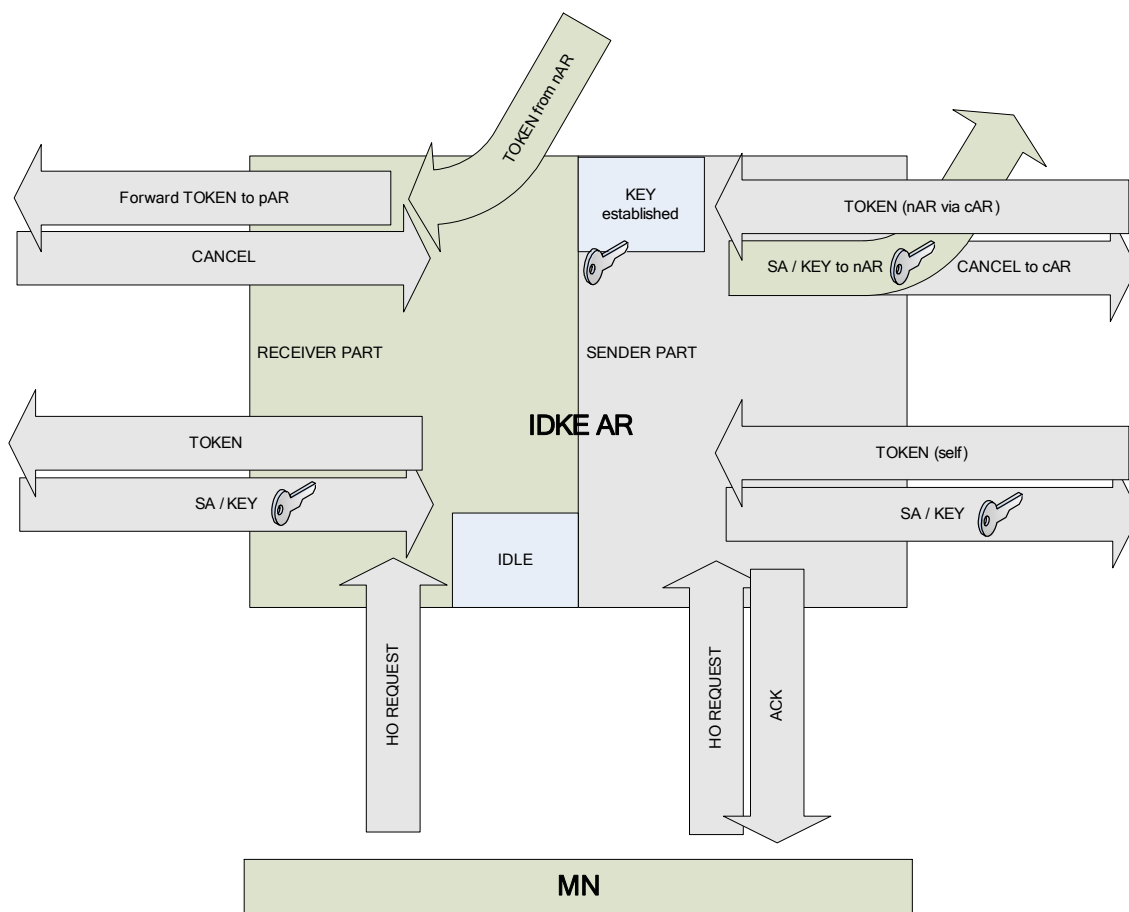 TOKEN from nAR
Forward TOKEN to pAR
KEY
established
TOKEN (nAR via cAR)
CANCEL
SA / KEY to nAR
CANCEL to cAR
RECEIVER PART
SENDER PART
IDKE AR
TOKEN
TOKEN (self)
SA / KEY
SA / KEY
IDLE
HO REQUEST
HO REQUEST
ACK
MN